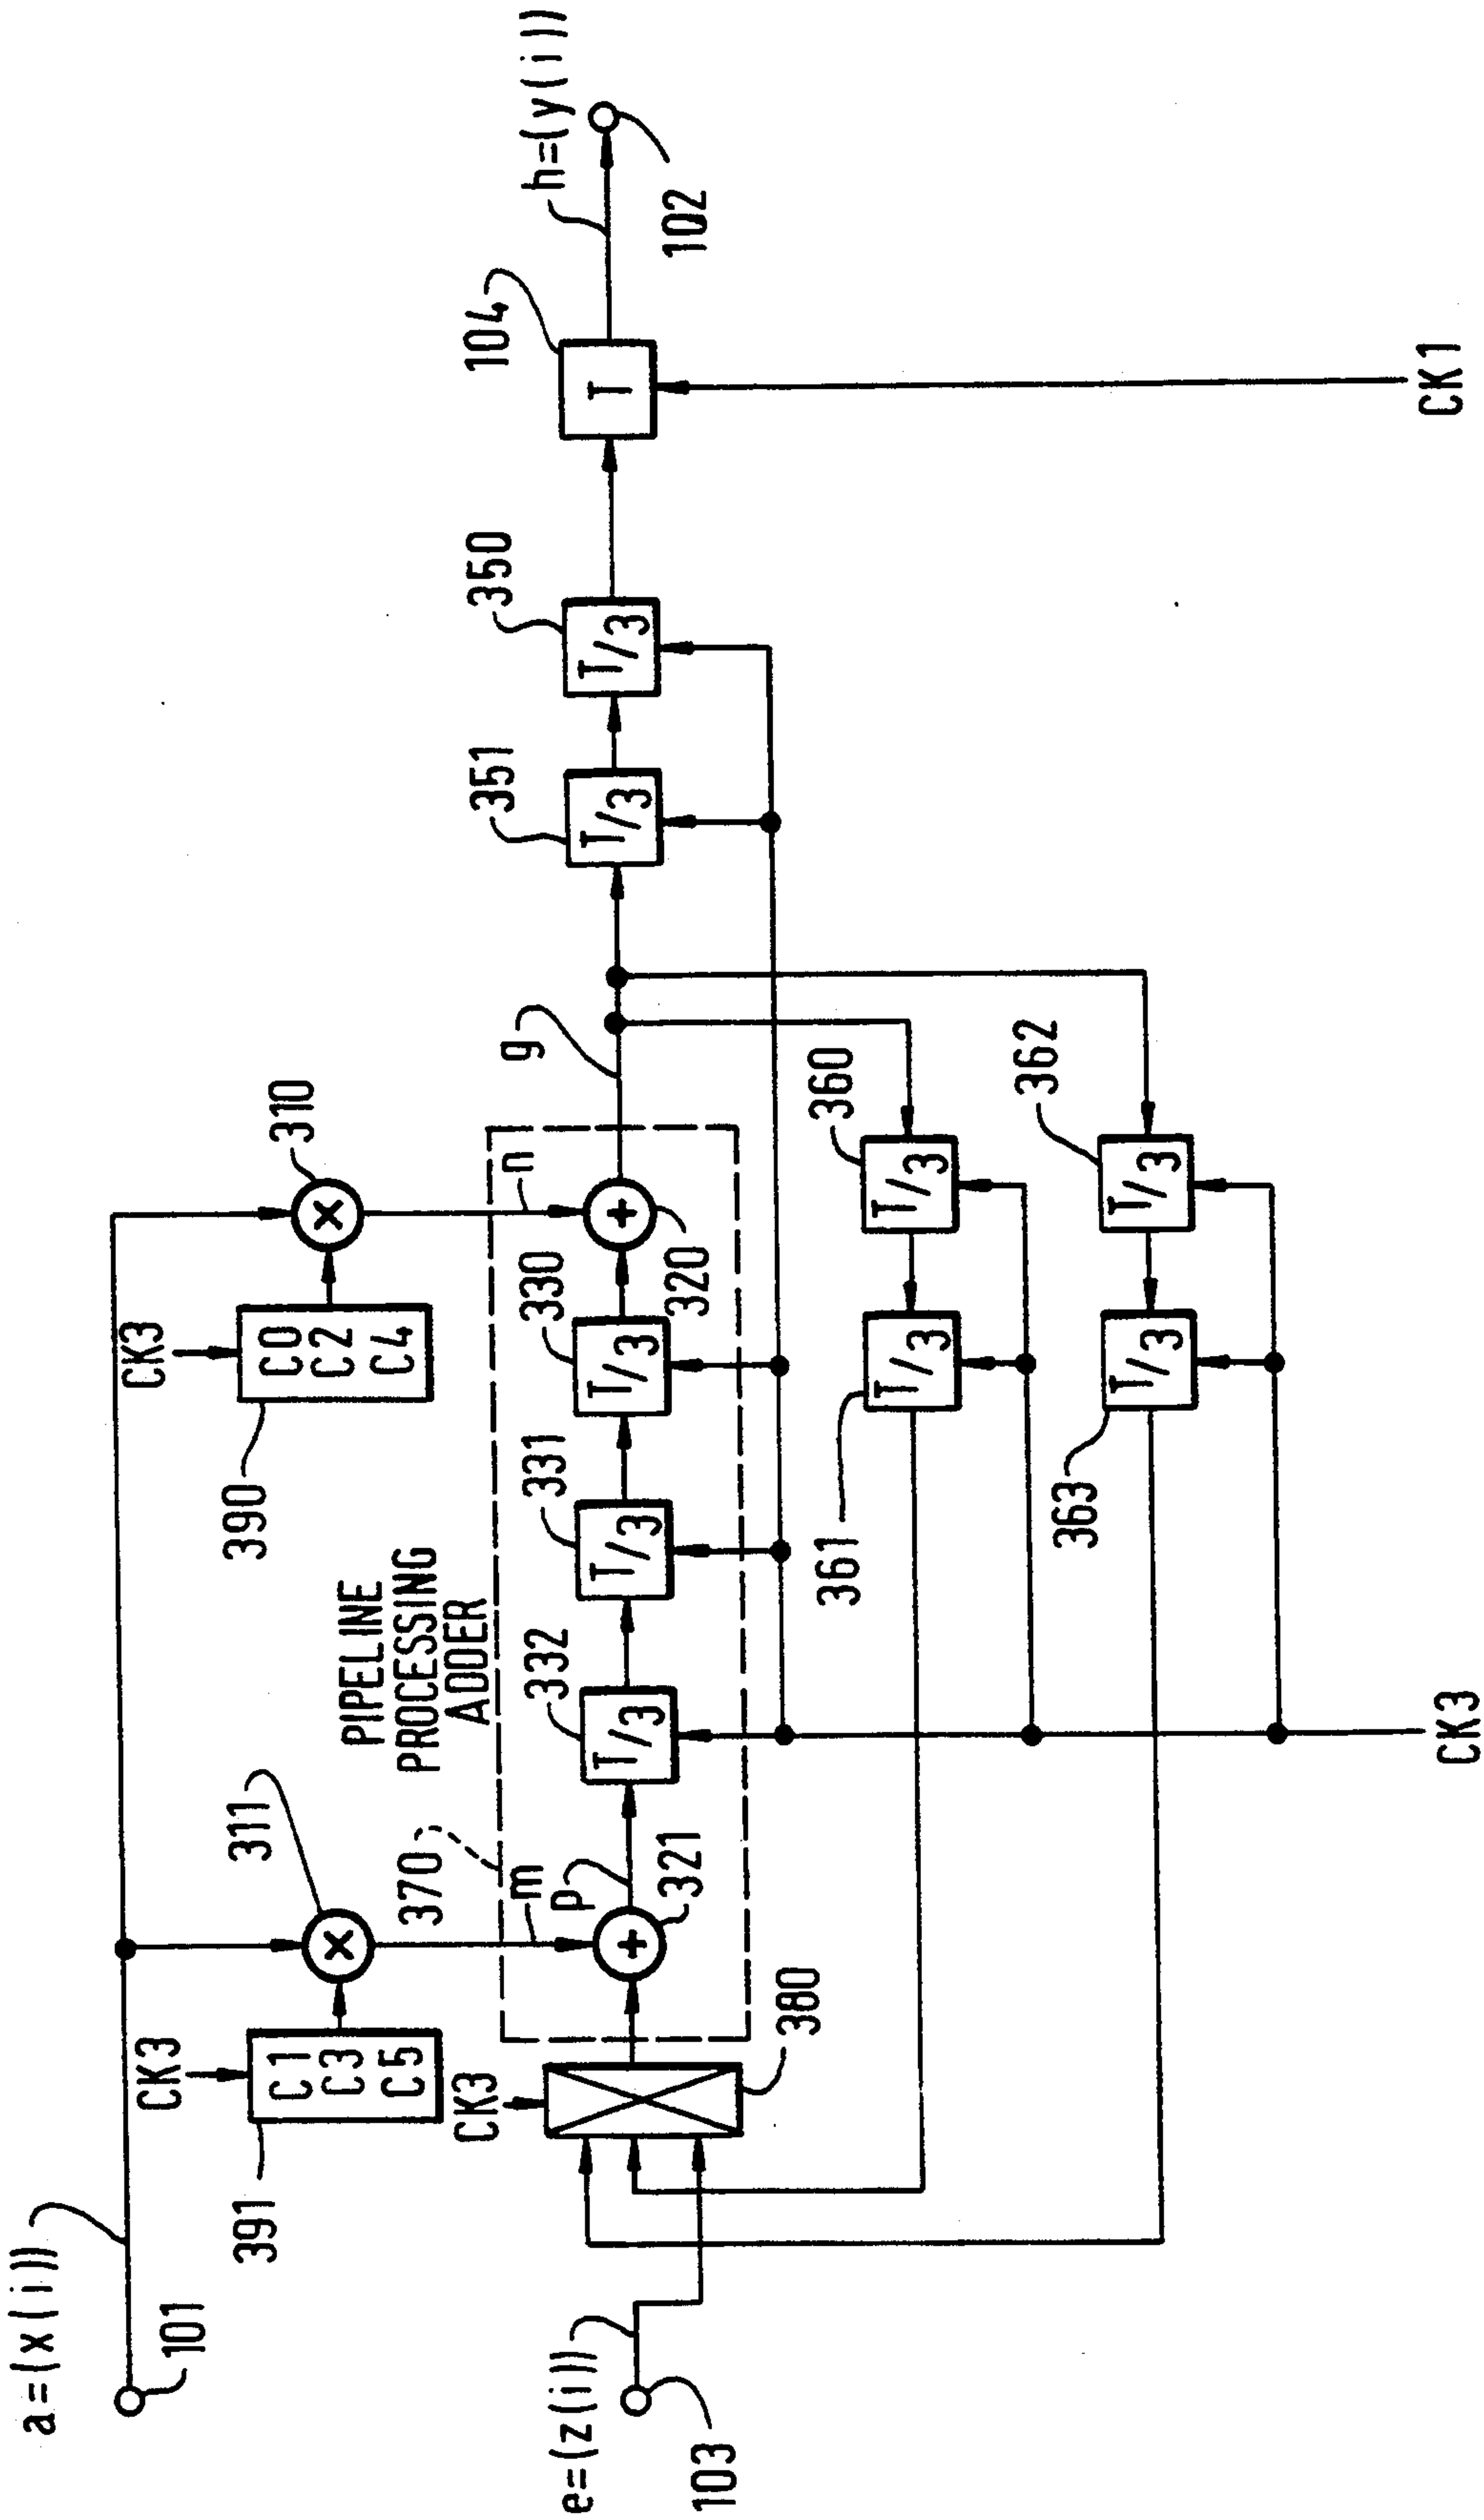 a=(x(i))
101
CK3
391
C1
C3
C5
311
CK3
390
C0
C2
C4
310
PIPELINE
PROCESSING
ADDER
370
m
p
321
332
331
330
n
320
g
351
350
104
h=(y(i))
102
e=(z(i))
103
CK3
380
T/3
T/3
T/3
T/3
T/3
T
361
360
T/3
T/3
363
362
T/3
T/3
CK3
CK1